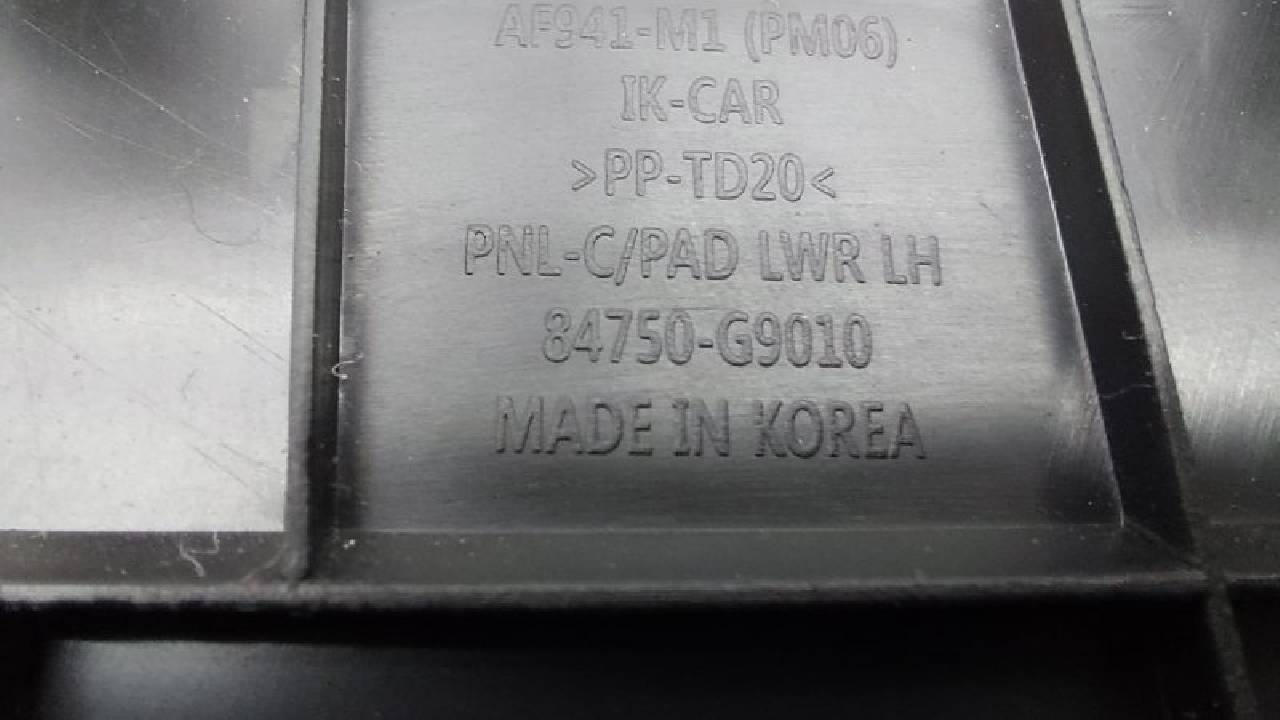 AF941-M1 (PM06)
IK-CAR
>PP-TD20<
PNL-C/PAD LWR LH
84750-G9010
MADE IN KOREA